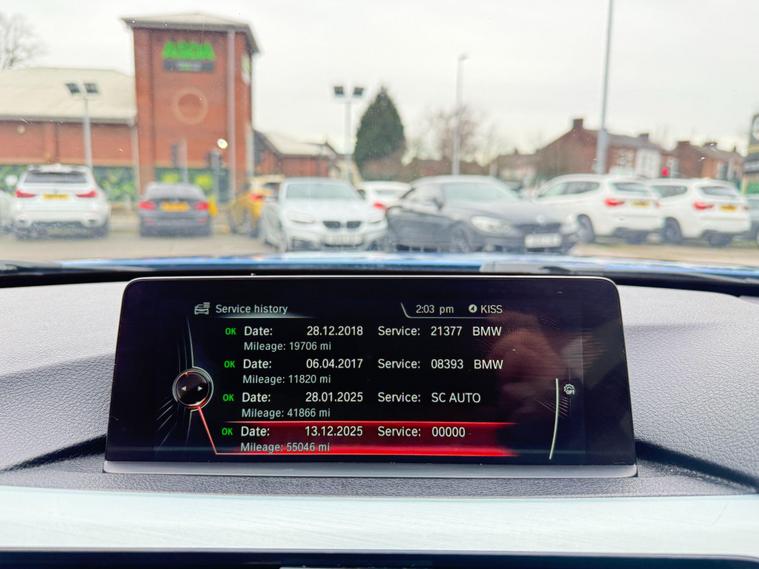 ASDA
Service history
2:03 pm KISS
OK Date: 28.12.2018 Service: 21377 BMW
Mileage: 19706 mi
OK Date: 06.04.2017 Service: 08393 BMW
Mileage: 11820 mi
OK Date: 28.01.2025 Service: SC AUTO
Mileage: 41866 mi
OK Date: 13.12.2025 Service: 00000
Mileage: 55046 mi